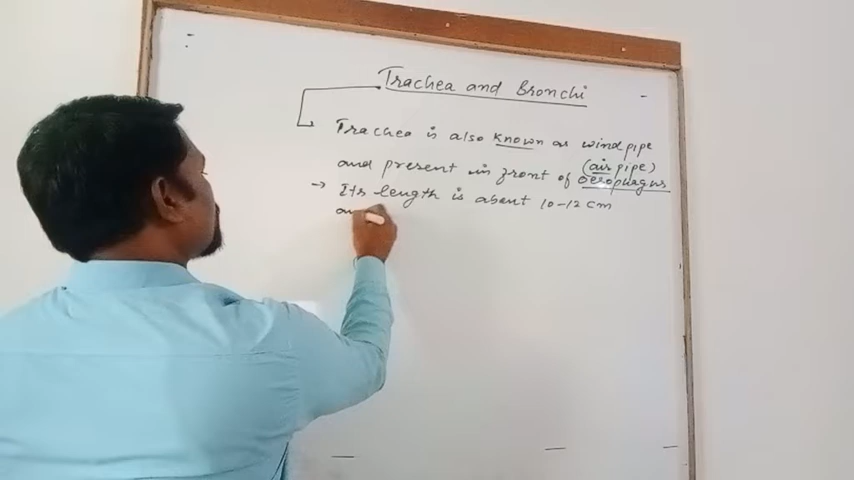 Trachea and Bronchi
Trachea is also known as windpipe
(air pipe)
and present in front of oesophagus
→ Its length is about 10-12 cm